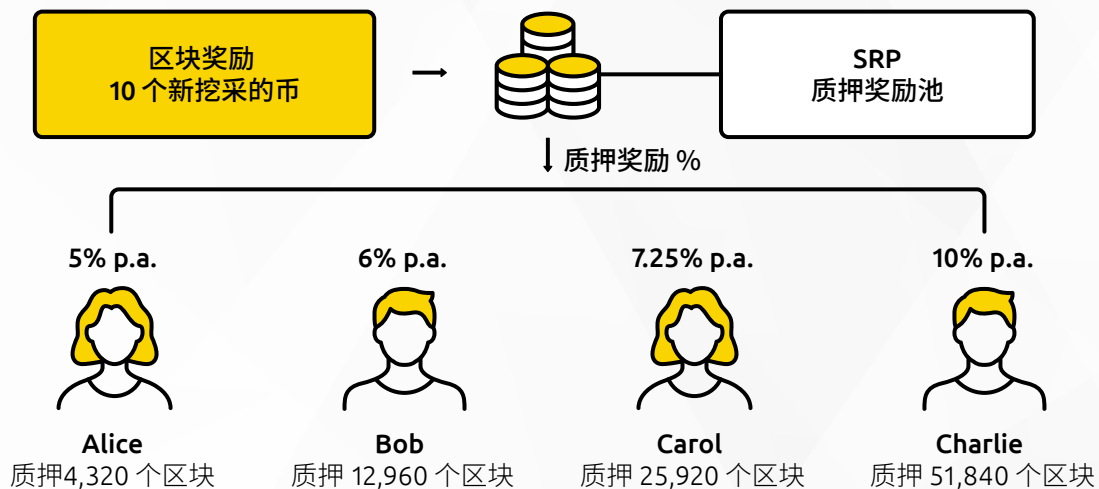 区块奖励
10 个新挖采的币
SRP
质押奖励池
质押奖励 %
5% p.a.
6% p.a.
7.25% p.a.
10% p.a.
Alice
Bob
Carol
Charlie
质押4,320 个区块
质押 12,960 个区块
质押 25,920 个区块
质押 51,840 个区块